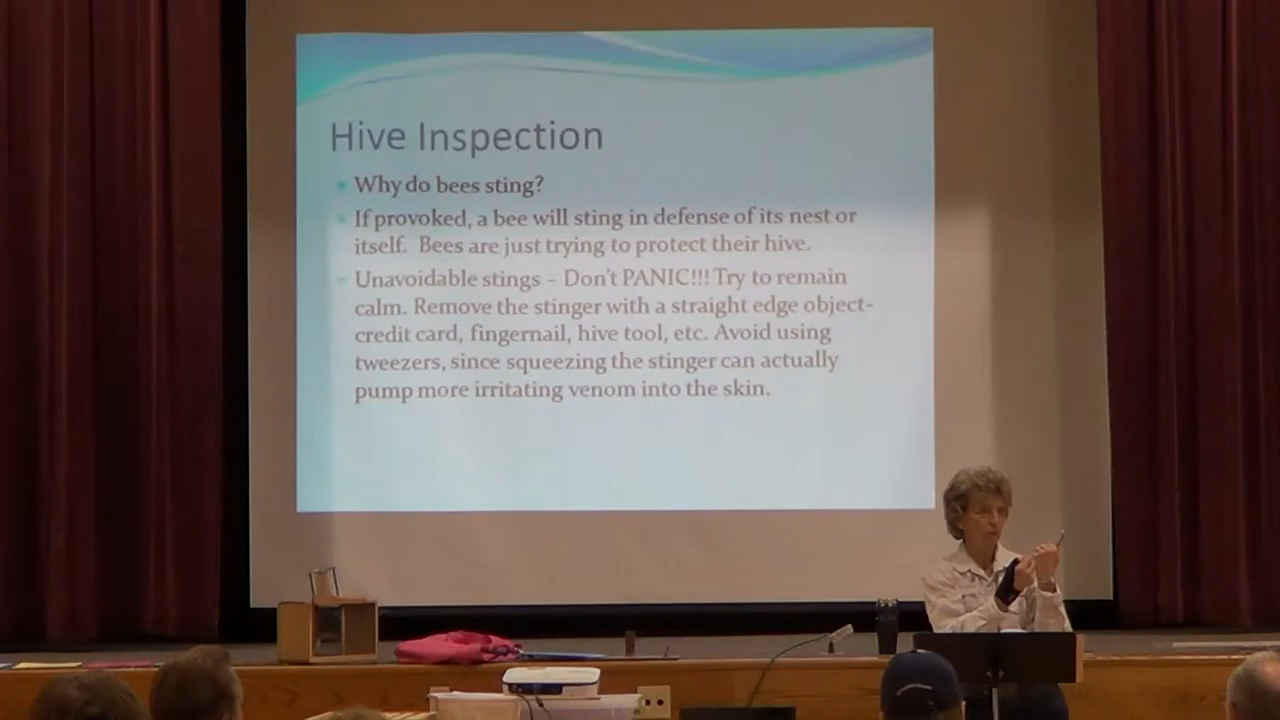 Hive Inspection
Why do bees sting?
If provoked, a bee will sting in defense of its nest or
itself. Bees are just trying to protect their hive.
Unavoidable stings – Don't PANIC!!! Try to remain
calm. Remove the stinger with a straight edge object-
credit card, fingernail, hive tool, etc. Avoid using
tweezers, since squeezing the stinger can actually
pump more irritating venom into the skin.